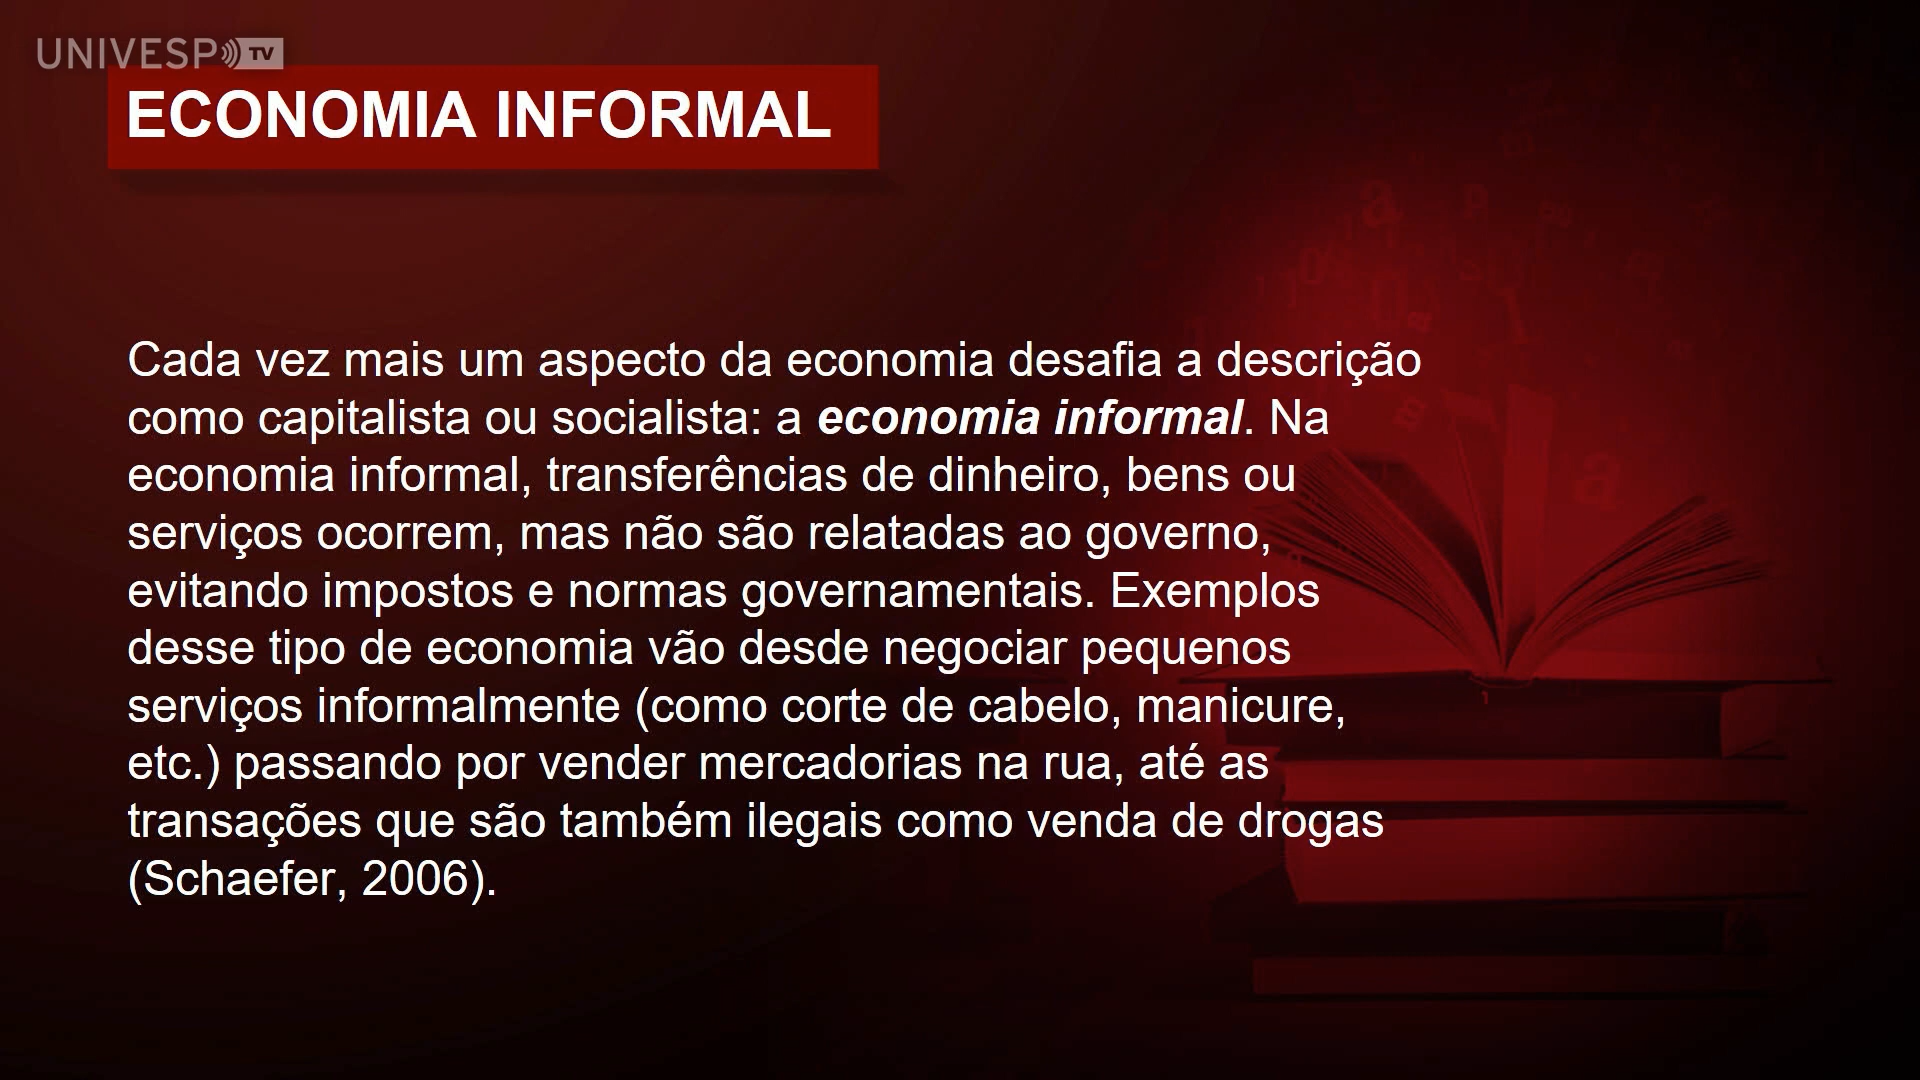 UNIVESP TV
ECONOMIA INFORMAL
Cada vez mais um aspecto da economia desafia a descrição
como capitalista ou socialista: a economia informal. Na
economia informal, transferências de dinheiro, bens ou
serviços ocorrem, mas não são relatadas ao governo,
evitando impostos e normas governamentais. Exemplos
desse tipo de economia vão desde negociar pequenos
serviços informalmente (como corte de cabelo, manicure,
etc.) passando por vender mercadorias na rua, até as
transações que são também ilegais como venda de drogas
(Schaefer, 2006).